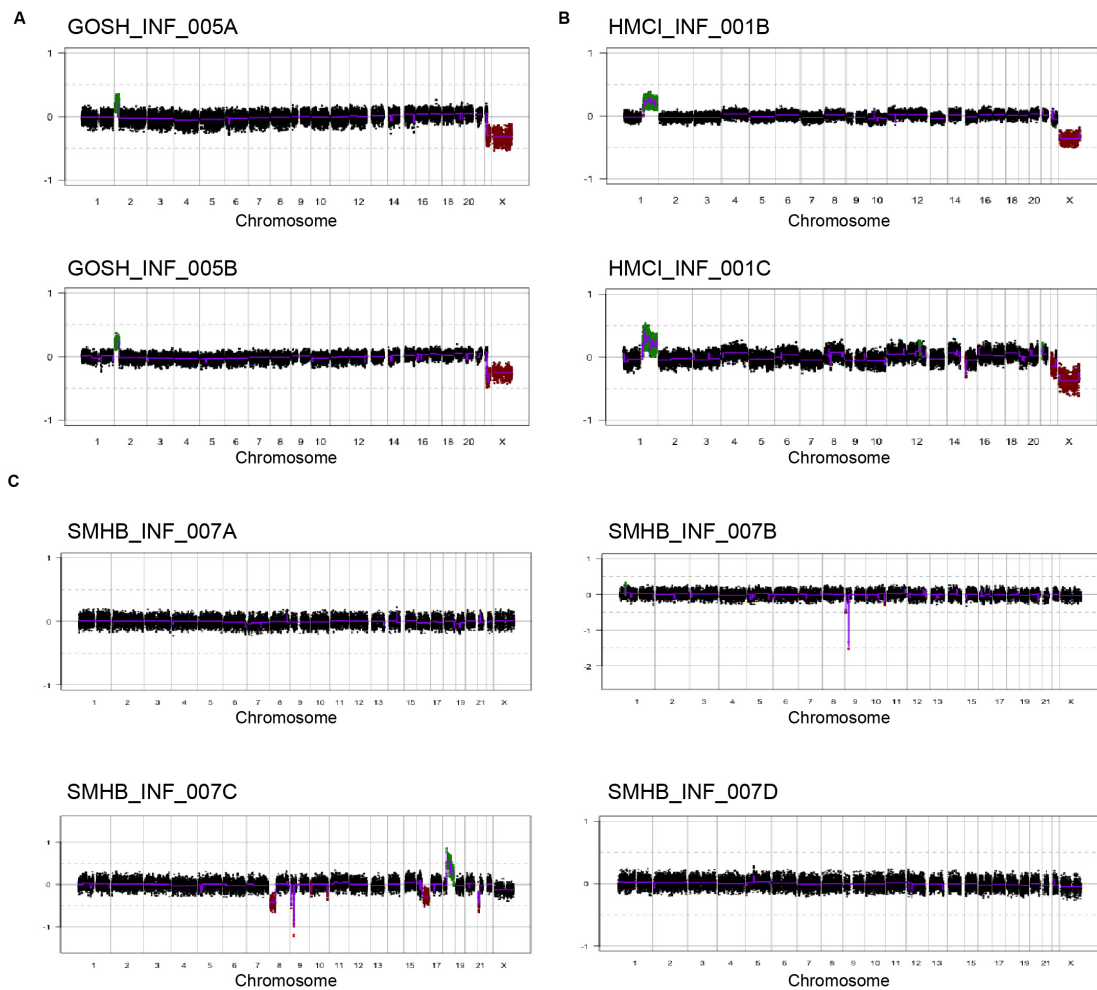 A
GOSH_INF_005A
1
0
-1
1 2 3 4 5 6 7 8 9 10 12 14 16 18 20 X
Chromosome
GOSH_INF_005B
1
0
-1
1 2 3 4 5 6 7 8 9 10 12 14 16 18 20 X
Chromosome
B
HMCI_INF_001B
1
0
-1
1 2 3 4 5 6 7 8 9 10 12 14 16 18 20 X
Chromosome
HMCI_INF_001C
1
0
-1
1 2 3 4 5 6 7 8 9 10 12 14 16 18 20 X
Chromosome
C
SMHB_INF_007A
1
0
-1
1 2 3 4 5 6 7 8 9 10 11 12 13 15 17 19 21 X
Chromosome
SMHB_INF_007B
1
0
-1
-2
1 2 3 4 5 6 7 8 9 10 11 12 13 15 17 19 21 X
Chromosome
SMHB_INF_007C
1
0
-1
1 2 3 4 5 6 7 8 9 10 11 12 13 15 17 19 21 X
Chromosome
SMHB_INF_007D
1
0
-1
1 2 3 4 5 6 7 8 9 10 11 12 13 15 17 19 21 X
Chromosome